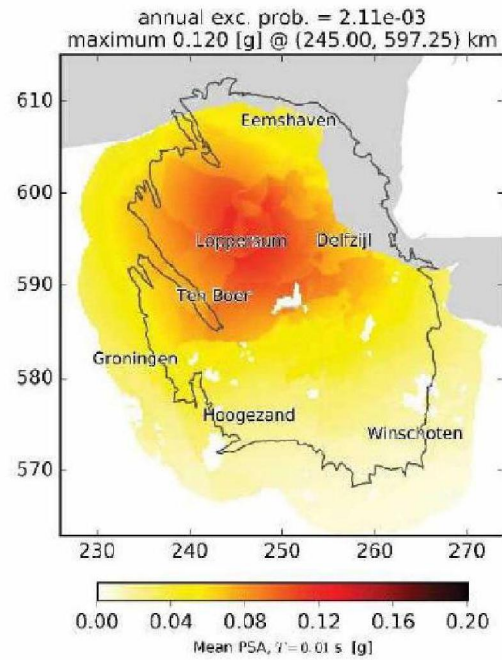 annual exc. prob. = 2.11e-03
maximum 0.120 [g] @ (245.00, 597.25) km
610
Eemshaven
600
Loppersum Delfzijl
590
Ten Boer
Groningen
580
Hoogezand
Winschoten
570
230 240 250 260 270
0.00 0.04 0.08 0.12 0.16 0.20
Mean PSA, T = 0.01 s [g]